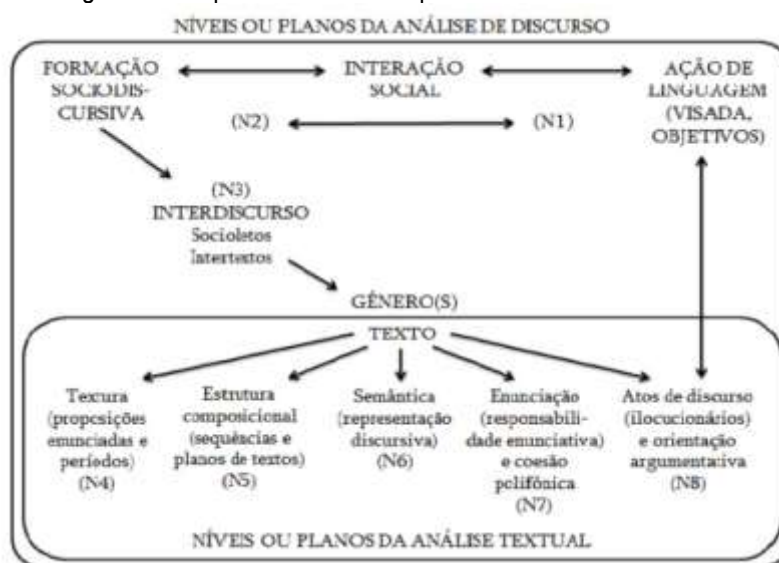 NÍVEIS OU PLANOS DA ANÁLISE DE DISCURSO
FORMAÇÃO
SOCIODIS-
CURSIVA
INTERAÇÃO
SOCIAL
AÇÃO DE
LINGUAGEM
(VISADA,
OBJETIVOS)
(N2)
(N1)
(N3)
INTERDISCURSO
Socioletos
Intertextos
GÊNERO(S)
TEXTO
Textura
(proposições
enunciadas e
períodos)
(N4)
Estrutura
composicional
(sequências e
planos de textos)
(N5)
Semântica
(representação
discursiva)
(N6)
Enunciação
(responsabili-
dade enunciativa)
e coesão
polifônica
(N7)
Atos de discurso
(ilocucionários)
e orientação
argumentativa
(N8)
NÍVEIS OU PLANOS DA ANÁLISE TEXTUAL